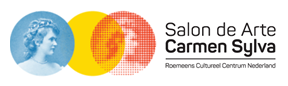 Salon de Arte
Carmen Sylva
Roemeens Cultureel Centrum Nederland